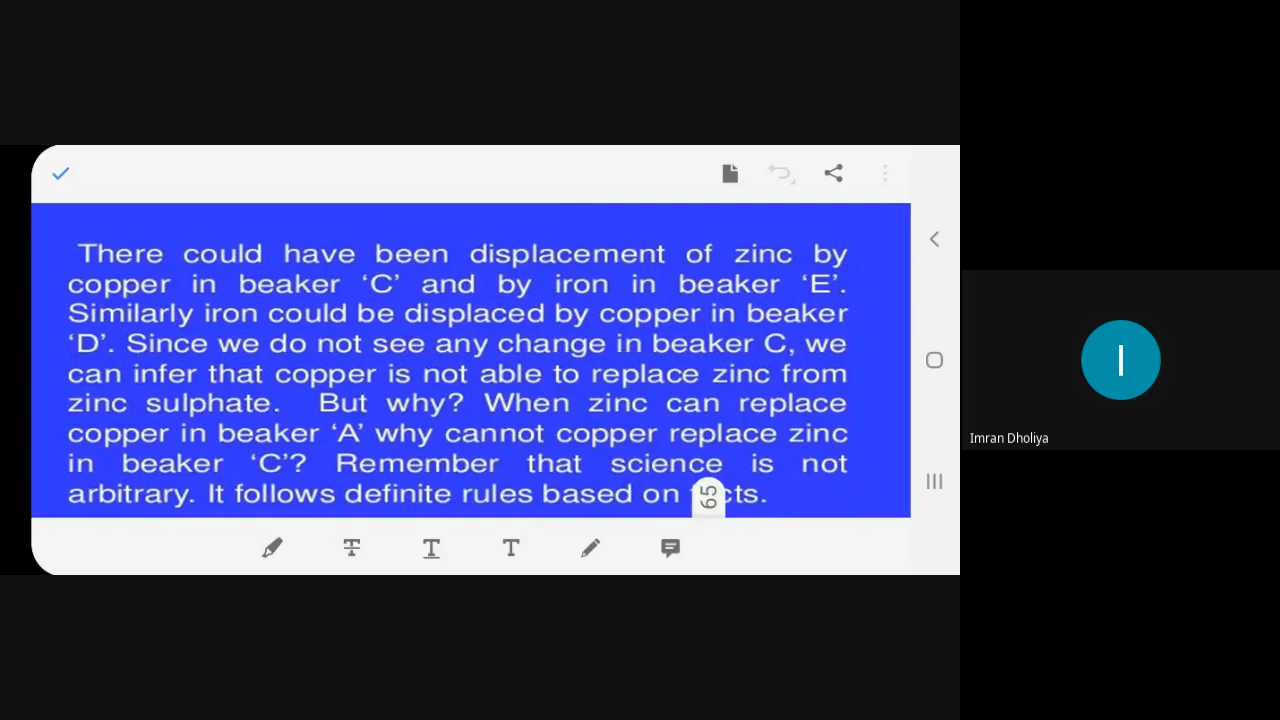 There could have been displacement of zinc by
copper in beaker ‘C’ and by iron in beaker ‘E’.
Similarly iron could be displaced by copper in beaker
‘D’. Since we do not see any change in beaker C, we
can infer that copper is not able to replace zinc from
zinc sulphate. But why? When zinc can replace
copper in beaker ‘A’ why cannot copper replace zinc
in beaker ‘C’? Remember that science is not
arbitrary. It follows definite rules based on
65
I
Imran Dholiya